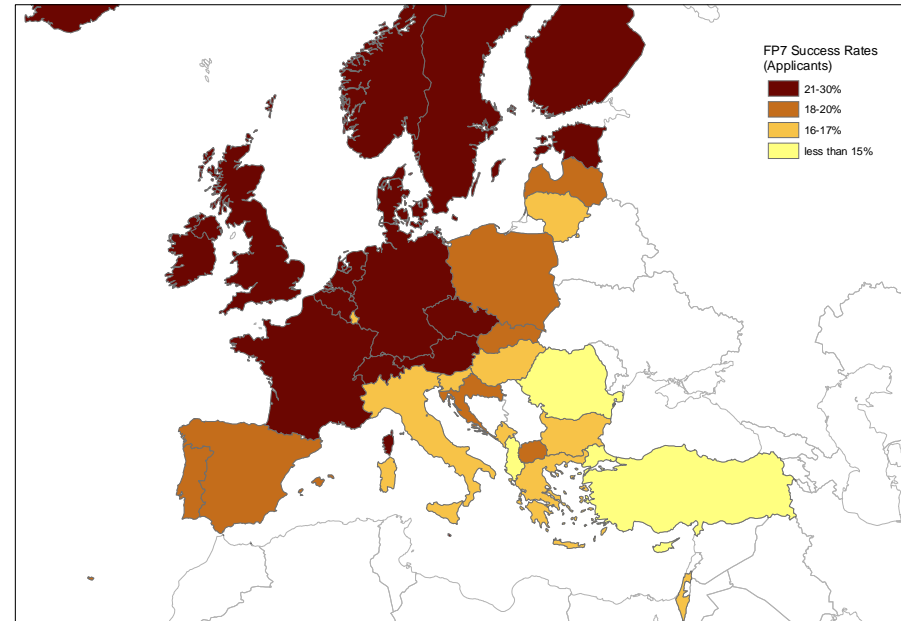 FP7 Success Rates
(Applicants)
21-30%
18-20%
16-17%
less than 15%